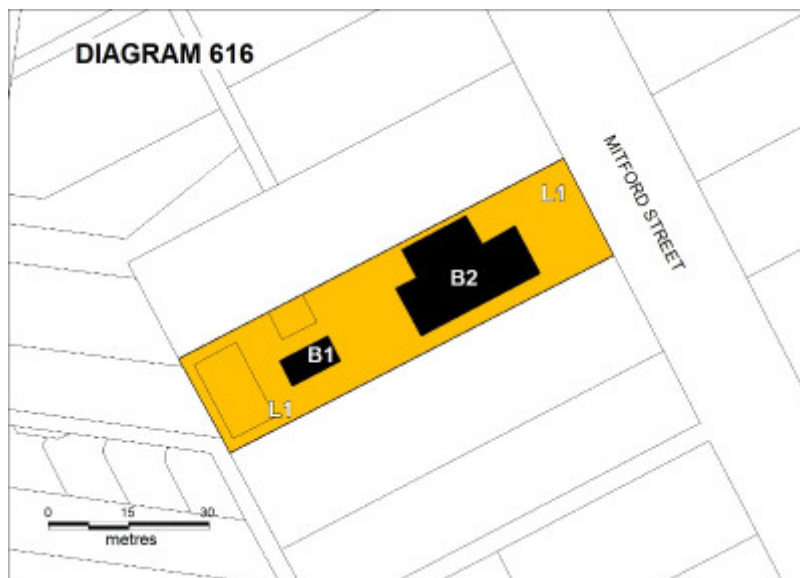 DIAGRAM 616
MITFORD STREET
L1
B2
B1
L1
0 15 30
metres